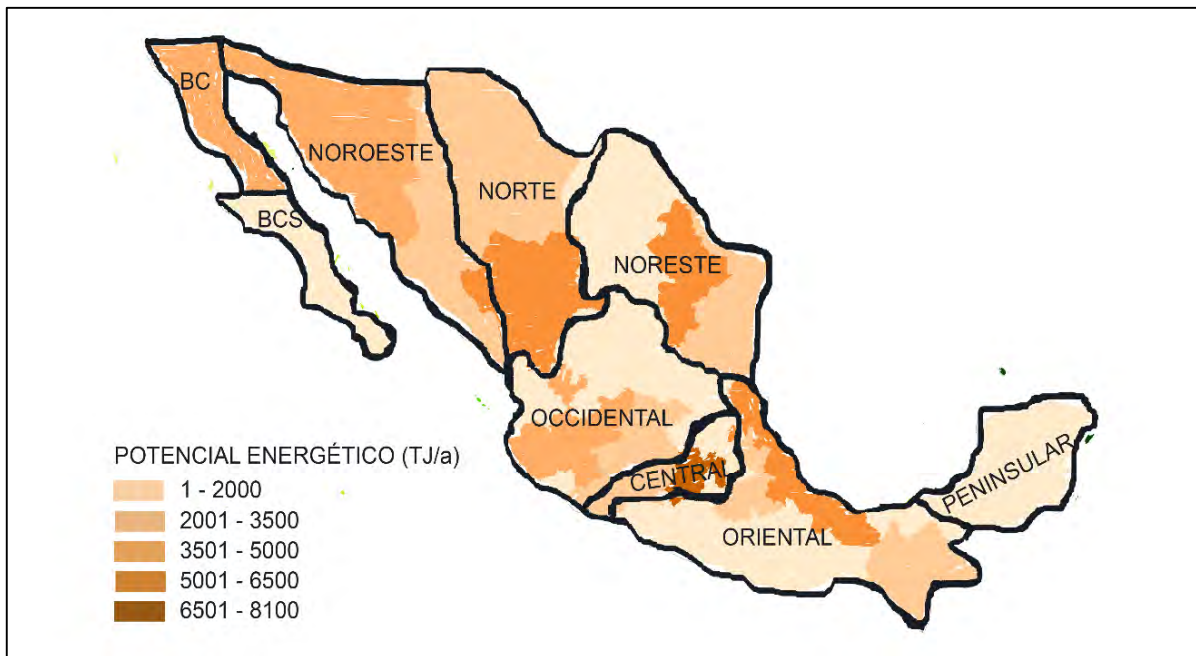 BC
NOROESTE
NORTE
BCS
NORESTE
OCCIDENTAL
CENTRAL
PENINSULAR
ORIENTAL
POTENCIAL ENERGÉTICO (TJ/a)
1 - 2000
2001 - 3500
3501 - 5000
5001 - 6500
6501 - 8100